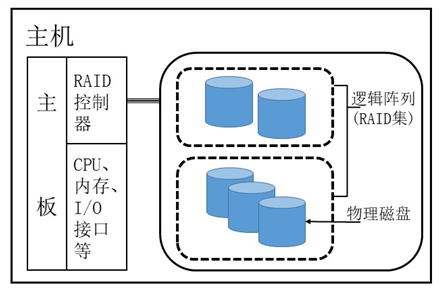 主机
主
板
RAID
控制
器
CPU、
内存、
I/O
接口
等
逻辑阵列
(RAID集)
物理磁盘